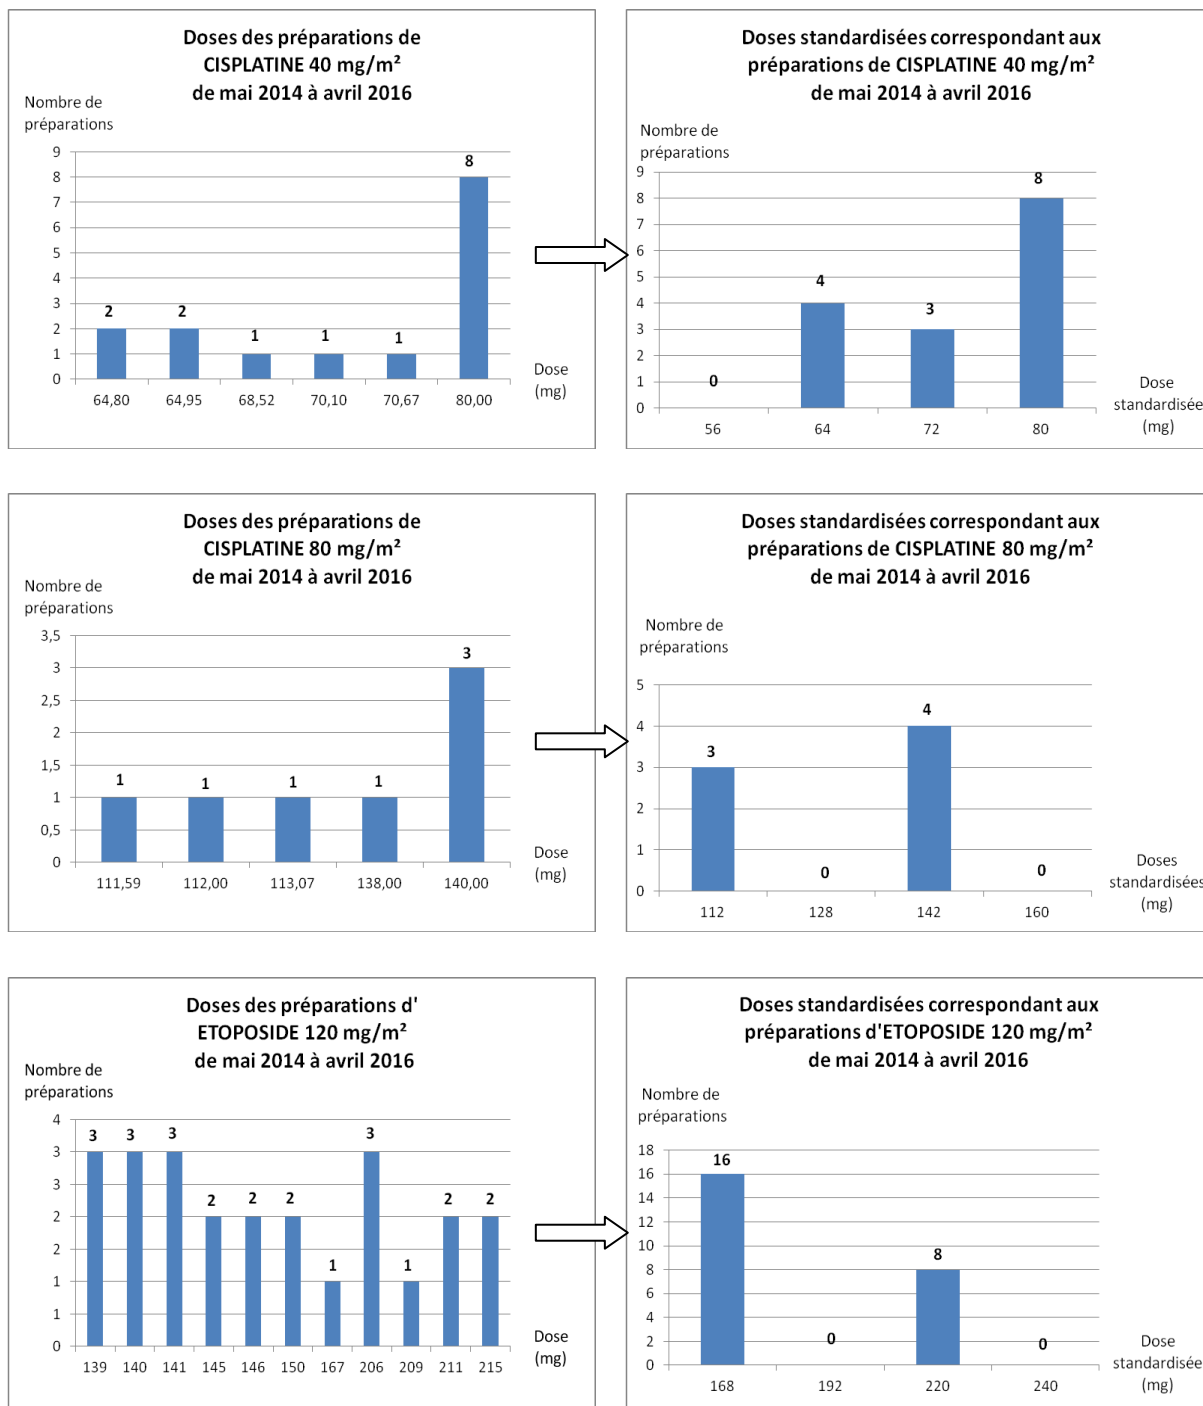 Doses des préparations de
CISPLATINE 40 mg/m²
de mai 2014 à avril 2016
Nombre de
préparations
9
8
7
6
5
4
3
2
1
0
2
2
1
1
1
8
64,80 64,95 68,52 70,10 70,67 80,00
Dose
(mg)
Doses standardisées correspondant aux
préparations de CISPLATINE 40 mg/m²
de mai 2014 à avril 2016
Nombre de
préparations
9
8
7
6
5
4
3
2
1
0
0
4
3
8
56 64 72 80
Dose
standardisée
(mg)
Doses des préparations de
CISPLATINE 80 mg/m²
de mai 2014 à avril 2016
Nombre de
préparations
3,5
3
2,5
2
1,5
1
0,5
0
1
1
1
1
3
111,59 112,00 113,07 138,00 140,00
Dose
(mg)
Doses standardisées correspondant aux
préparations de CISPLATINE 80 mg/m²
de mai 2014 à avril 2016
Nombre de
préparations
5
4
3
2
1
0
3
0
4
0
112 128 142 160
Doses
standardisées
(mg)
Doses des préparations d'
ETOPOSIDE 120 mg/m²
de mai 2014 à avril 2016
Nombre de
préparations
4
3
3
2
2
1
1
0
3
3
3
2
2
2
1
3
1
2
2
139 140 141 145 146 150 167 206 209 211 215
Dose
(mg)
Doses standardisées correspondant aux
préparations d'ETOPOSIDE 120 mg/m²
de mai 2014 à avril 2016
Nombre de
préparations
18
16
14
12
10
8
6
4
2
0
16
0
8
0
168 192 220 240
Dose
standardisée
(mg)